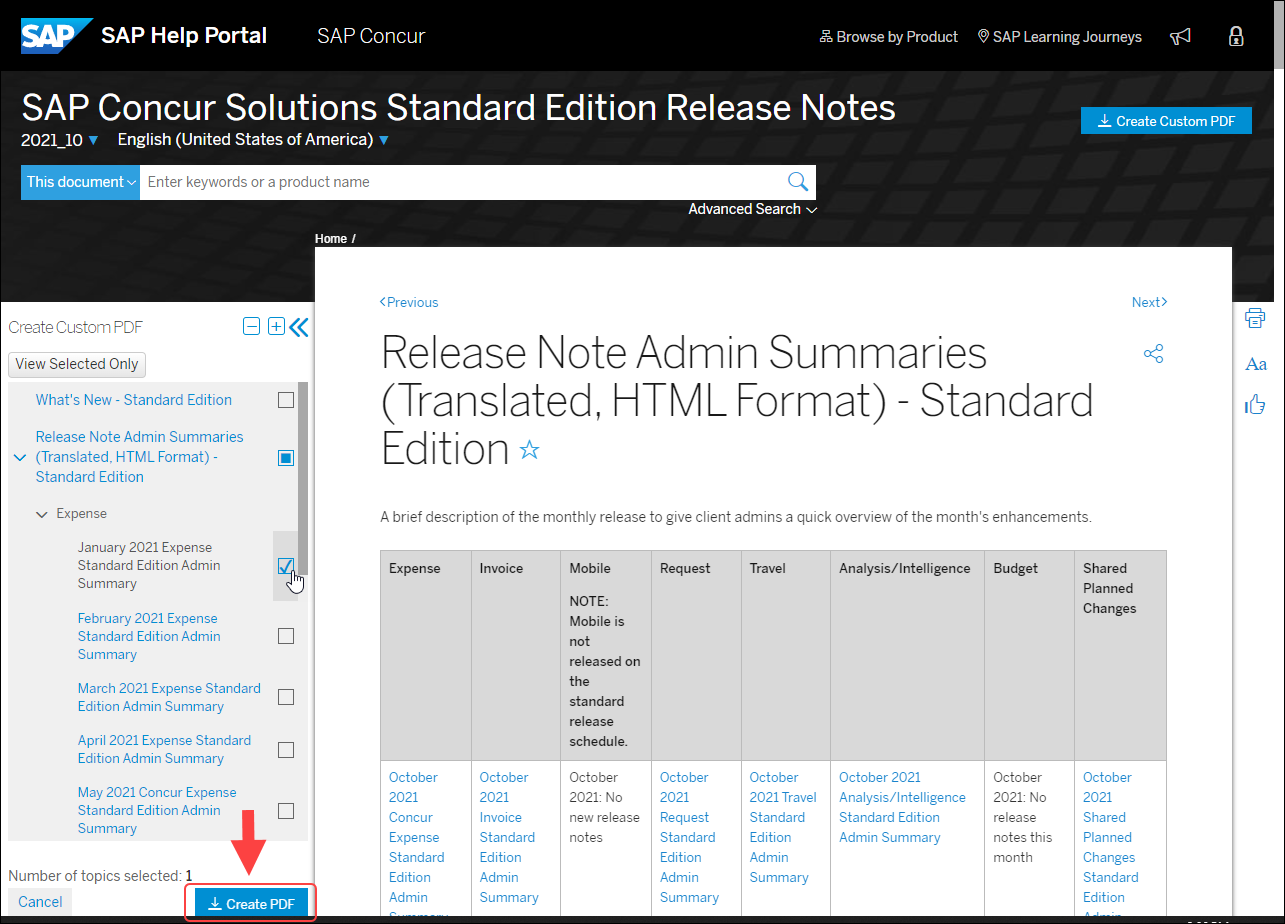 SAP SAP Help Portal SAP Concur Browse by Product SAP Learning Journeys
SAP Concur Solutions Standard Edition Release Notes
2021_10 English (United States of America)
Create Custom PDF
This document Enter keywords or a product name
Advanced Search
Home /
Create Custom PDF
View Selected Only
What's New - Standard Edition
Release Note Admin Summaries
(Translated, HTML Format) -
Standard Edition
Expense
January 2021 Expense
Standard Edition Admin
Summary
February 2021 Expense
Standard Edition Admin
Summary
March 2021 Expense Standard
Edition Admin Summary
April 2021 Expense Standard
Edition Admin Summary
May 2021 Concur Expense
Standard Edition Admin
Summary
Number of topics selected: 1
Cancel Create PDF
Previous Next
Release Note Admin Summaries
(Translated, HTML Format) - Standard
Edition
Aa
A brief description of the monthly release to give client admins a quick overview of the month's enhancements.
Expense
Invoice
Mobile
NOTE:
Mobile is
not
released on
the
standard
release
schedule.
Request
Travel
Analysis/Intelligence
Budget
Shared
Planned
Changes
October
2021
Concur
Expense
Standard
Edition
Admin
Summary
October
2021
Invoice
Standard
Edition
Admin
Summary
October
2021: No
new release
notes
October
2021
Request
Standard
Edition
Admin
Summary
October
2021 Travel
Standard
Edition
Admin
Summary
October 2021
Analysis/Intelligence
Standard Edition
Admin Summary
October
2021: No
release
notes this
month
October
2021
Shared
Planned
Changes
Standard
Edition
Admin